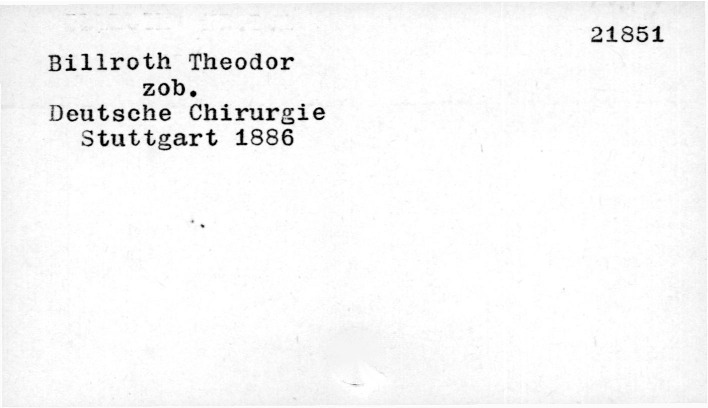 21851
Billroth Theodor
zob.
Deutsche Chirurgie
Stuttgart 1886